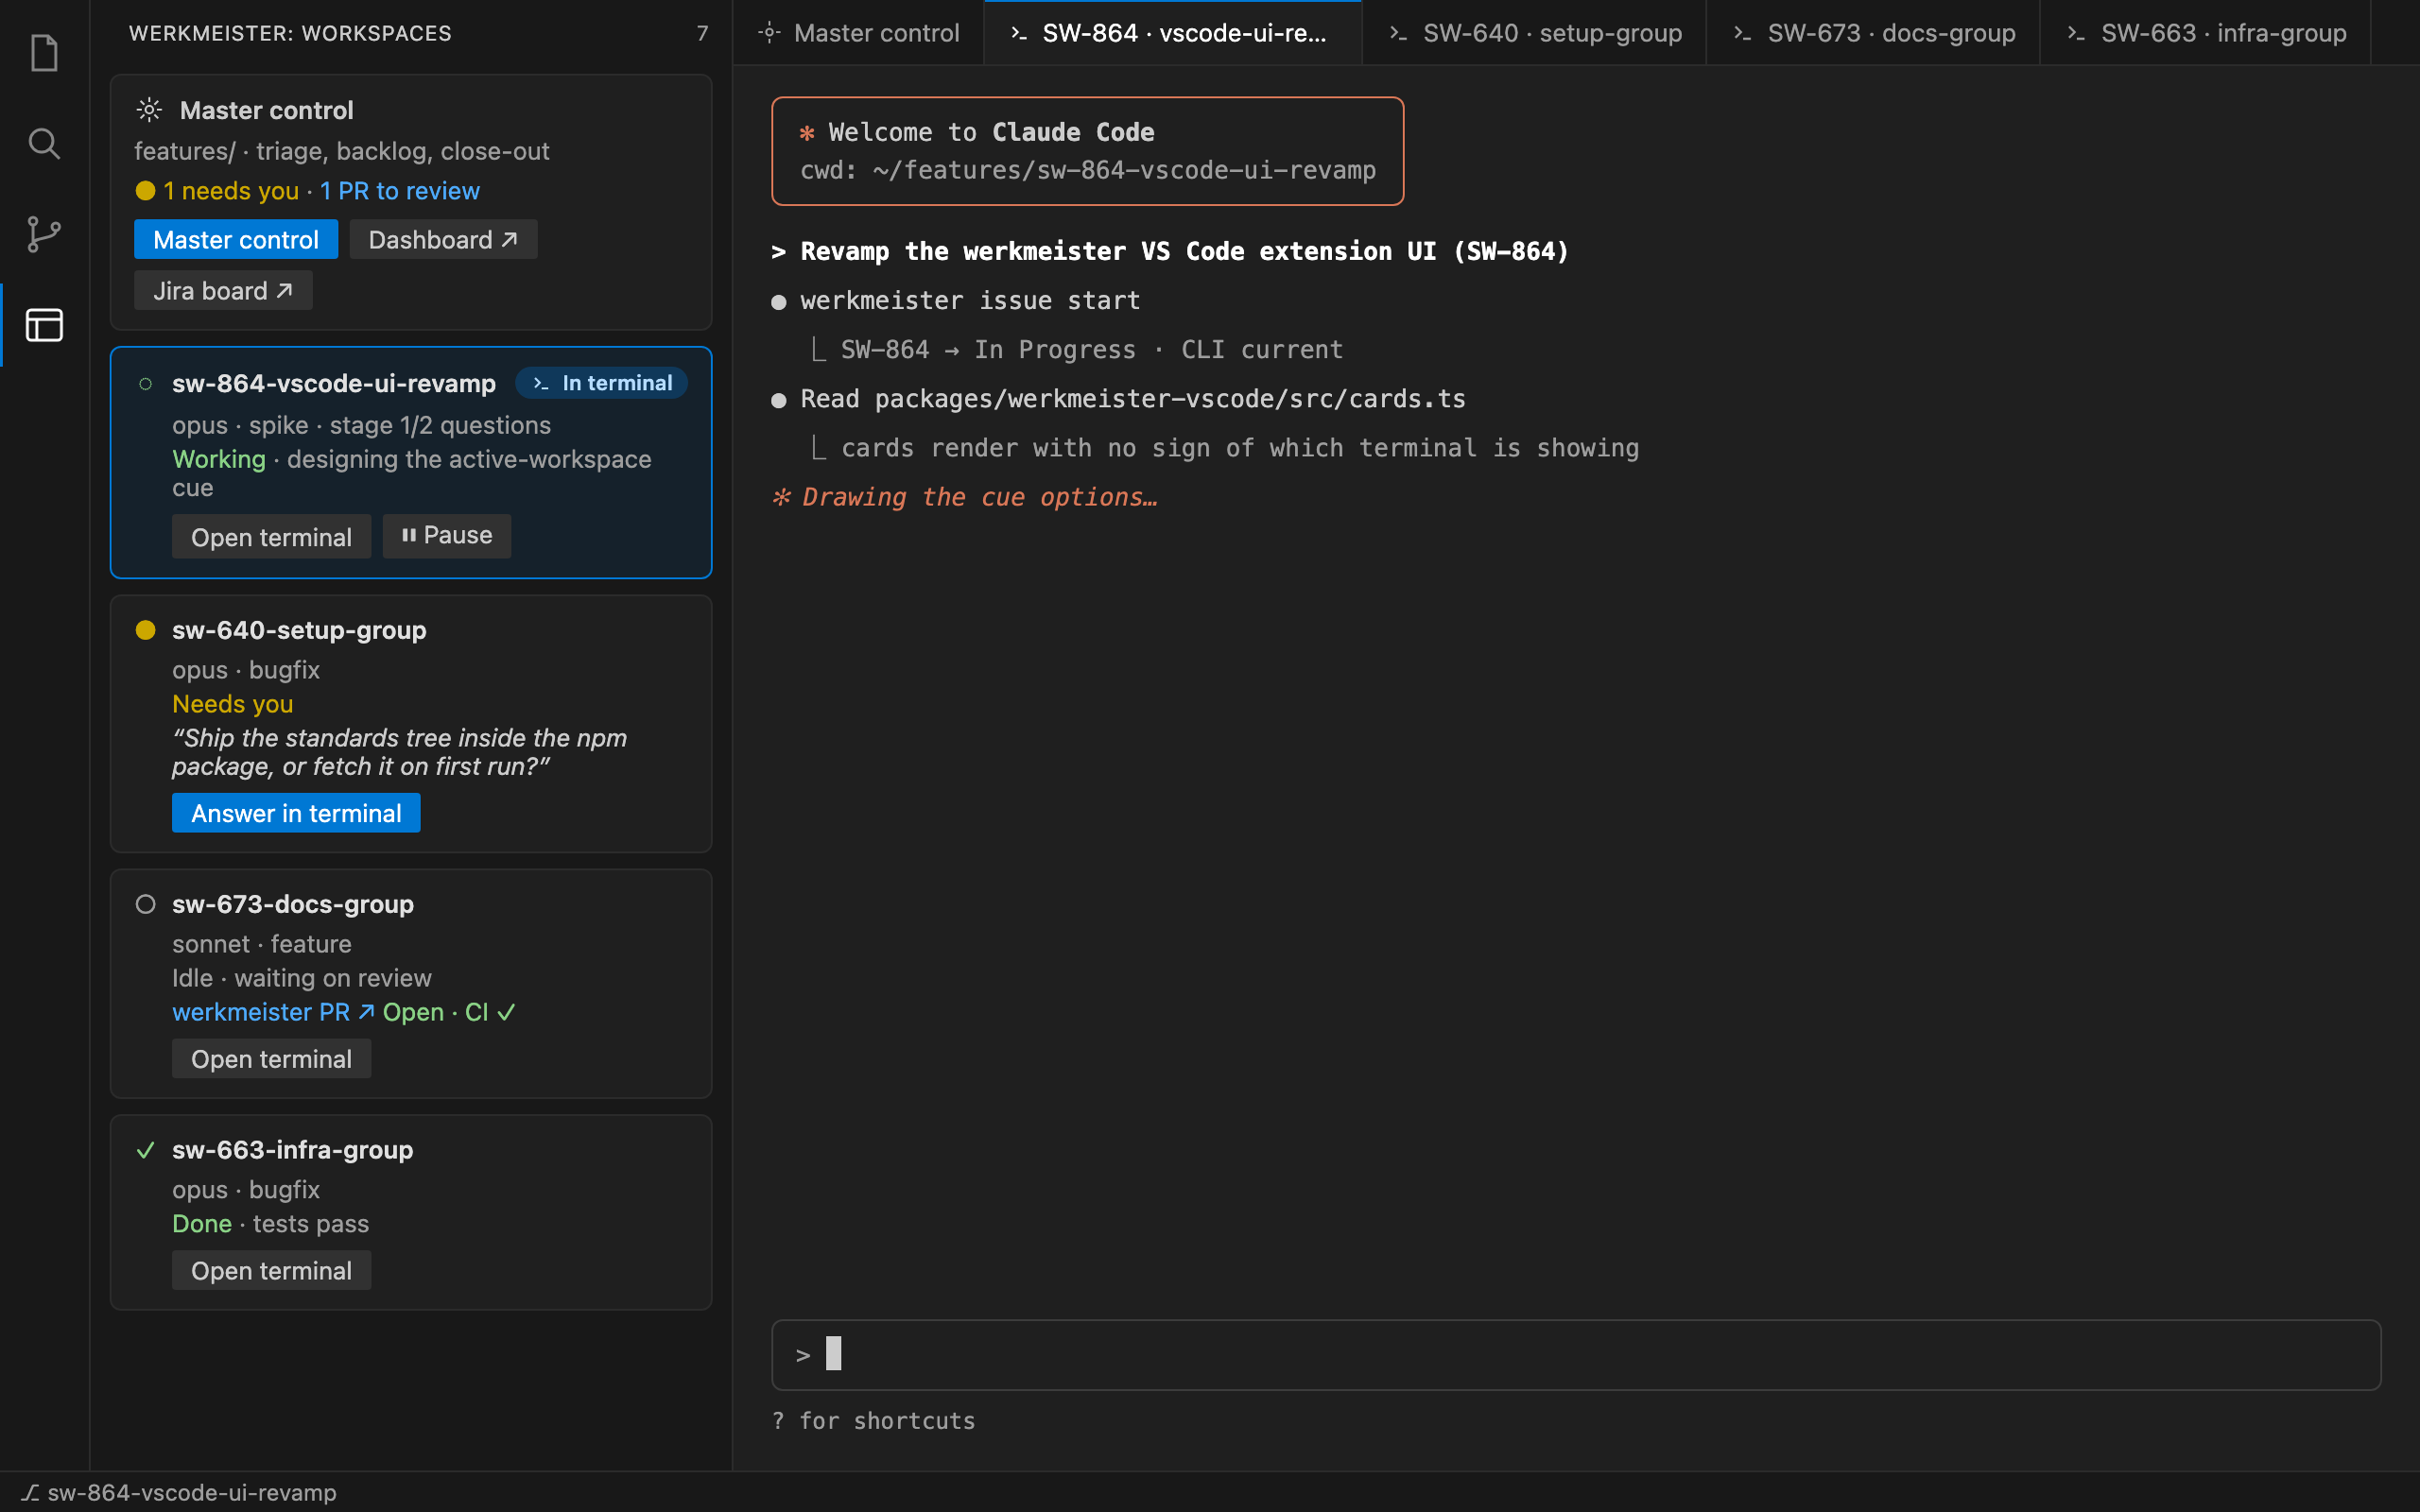 WERKMEISTER: WORKSPACES 7
Master control
features/ · triage, backlog, close-out
1 needs you · 1 PR to review
Master control
Dashboard ↗
Jira board ↗
sw-864-vscode-ui-revamp
In terminal
opus · spike · stage 1/2 questions
Working · designing the active-workspace
cue
Open terminal
Pause
sw-640-setup-group
opus · bugfix
Needs you
“Ship the standards tree inside the npm
package, or fetch it on first run?”
Answer in terminal
sw-673-docs-group
sonnet · feature
Idle · waiting on review
werkmeister PR ↗ Open · CI ✓
Open terminal
✓ sw-663-infra-group
opus · bugfix
Done · tests pass
Open terminal
Master control
SW-864 · vscode-ui-re...
SW-640 · setup-group
SW-673 · docs-group
SW-663 · infra-group
✻ Welcome to Claude Code
cwd: ~/features/sw-864-vscode-ui-revamp
> Revamp the werkmeister VS Code extension UI (SW-864)
● werkmeister issue start
⎿ SW-864 → In Progress · CLI current
● Read packages/werkmeister-vscode/src/cards.ts
⎿ cards render with no sign of which terminal is showing
✻ Drawing the cue options…
>
? for shortcuts
sw-864-vscode-ui-revamp